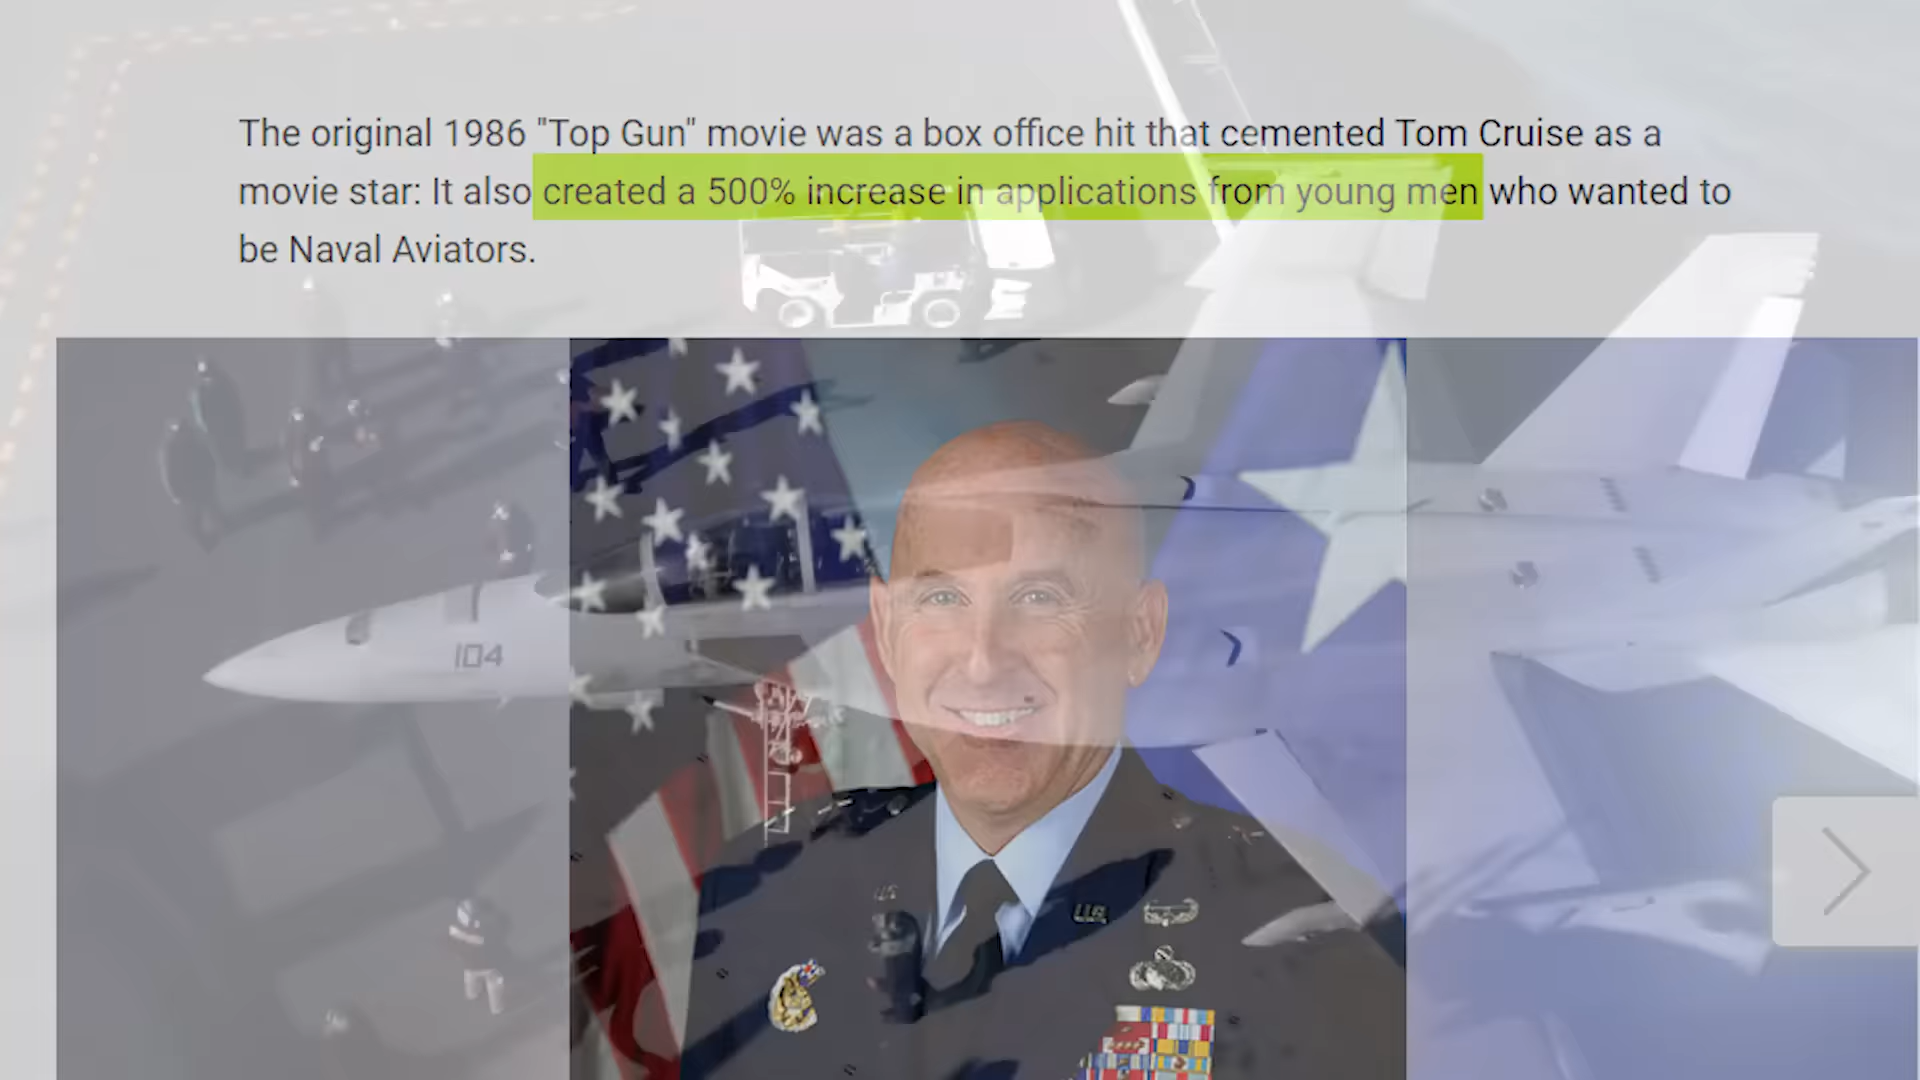 The original 1986 "Top Gun" movie was a box office hit that cemented Tom Cruise as a
movie star: It also created a 500% increase in applications from young men who wanted to
be Naval Aviators.
104
U.S.
U.S.